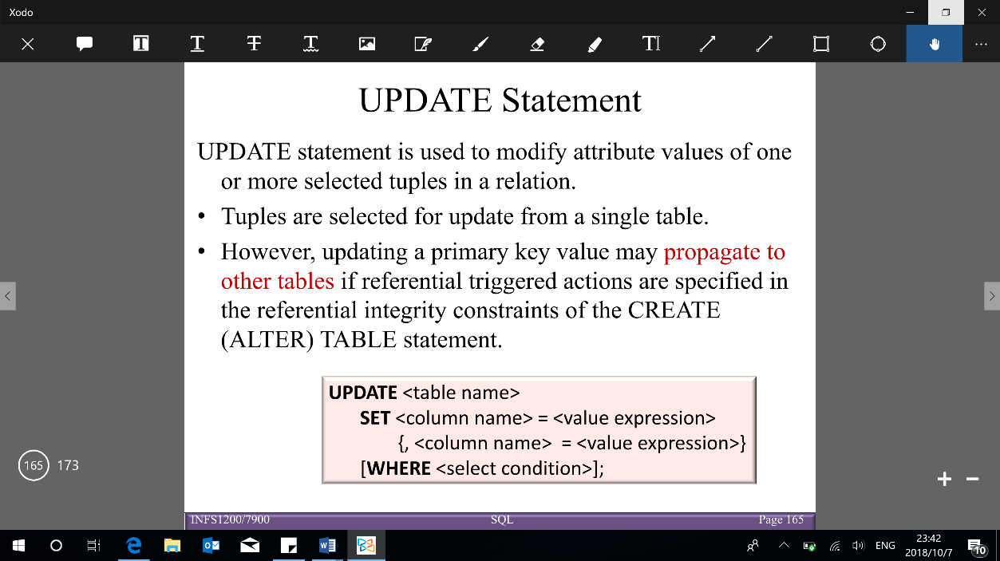 Xodo
T T T T TI
UPDATE Statement
UPDATE statement is used to modify attribute values of one
or more selected tuples in a relation.
• Tuples are selected for update from a single table.
• However, updating a primary key value may propagate to
other tables if referential triggered actions are specified in
the referential integrity constraints of the CREATE
(ALTER) TABLE statement.
UPDATE <table name>
SET <column name> = <value expression>
{, <column name> = <value expression>}
[WHERE <select condition>];
165 173
INFS1200/7900 SQL Page 165
ENG
23:42
2018/10/7
10